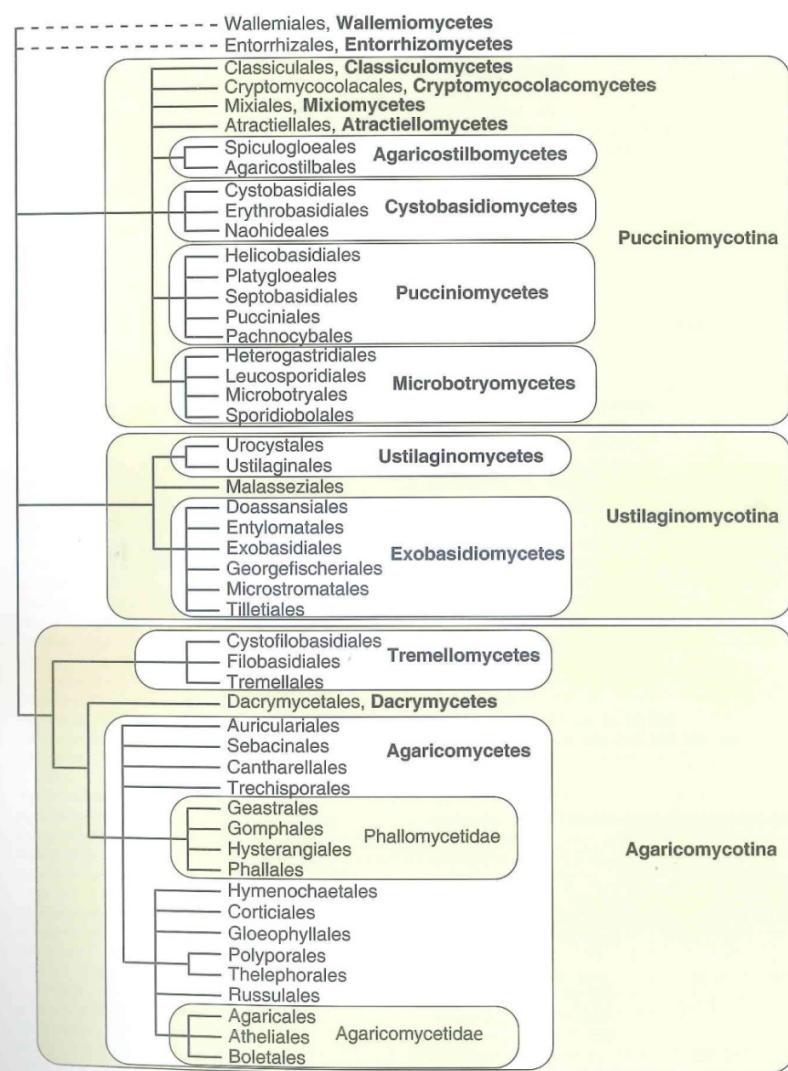 Wallemiales, Wallemiomycetes
Entorrhizales, Entorrhizomycetes
Classiculales, Classiculomycetes
Cryptomycocolacales, Cryptomycocolacomycetes
Mixiales, Mixiomycetes
Atractiellales, Atractiellomycetes
Spiculogloeales
Agaricostilbomycetes
Agaricostilbales
Cystobasidiales
Erythrobasidiales
Cystobasidiomycetes
Naohideales
Pucciniomycotina
Helicobasidiales
Platygloeales
Septobasidiales
Pucciniomycetes
Pucciniales
Pachnocybales
Heterogastridiales
Leucosporidiales
Microbotryomycetes
Microbotryales
Sporidiobolales
Urocystales
Ustilaginomycetes
Ustilaginales
Malasseziales
Ustilaginomycotina
Doassansiales
Entylomatales
Exobasidiales
Exobasidiomycetes
Georgefischeriales
Microstromatales
Tilletiales
Cystofilobasidiales
Filobasidiales
Tremellomycetes
Tremellales
Dacrymycetales, Dacrymycetes
Auriculariales
Sebacinales
Agaricomycetes
Cantharellales
Trechisporales
Geastrales
Gomphales
Phallomycetidae
Hysterangiales
Phallales
Agaricomycotina
Hymenochaetales
Corticiales
Gloeophyllales
Polyporales
Thelephorales
Russulales
Agaricales
Atheliales
Agaricomycetidae
Boletales